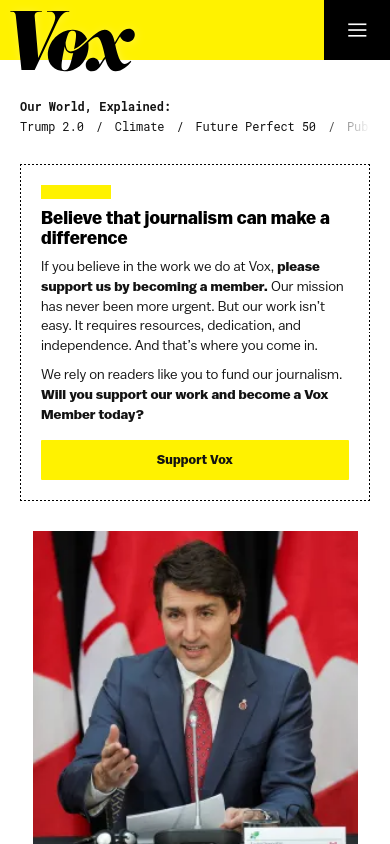 Vox
Our World, Explained:
Trump 2.0 / Climate / Future Perfect 50 /
Believe that journalism can make a
difference
If you believe in the work we do at Vox, please
support us by becoming a member. Our mission
has never been more urgent. But our work isn't
easy. It requires resources, dedication, and
independence. And that's where you come in.
We rely on readers like you to fund our journalism.
Will you support our work and become a Vox
Member today?
Support Vox